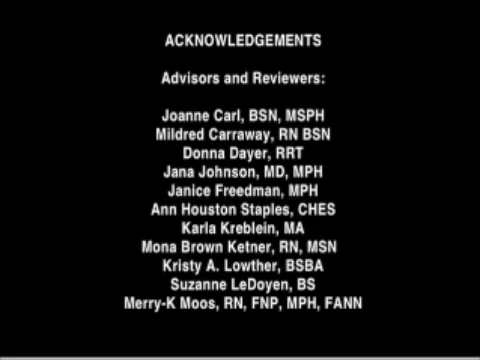 ACKNOWLEDGEMENTS
Advisors and Reviewers:
Joanne Carl, BSN, MSPH
Mildred Carraway, RN BSN
Donna Dayer, RRT
Jana Johnson, MD, MPH
Janice Freedman, MPH
Ann Houston Staples, CHES
Karla Kreblein, MA
Mona Brown Ketner, RN, MSN
Kristy A. Lowther, BSBA
Suzanne LeDoyen, BS
Merry-K Moos, RN, FNP, MPH, FANN